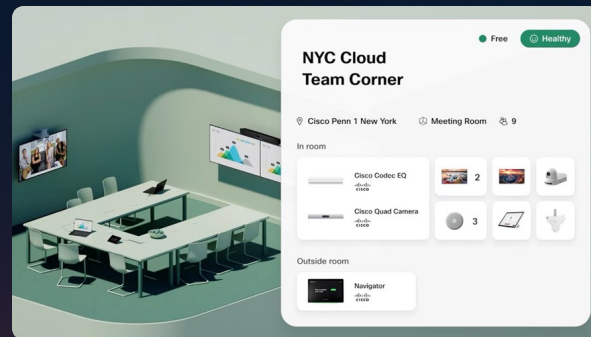 Free
Healthy
NYC Cloud
Team Corner
Cisco Penn 1 New York
Meeting Room
9
In room
Cisco Codec EQ
CISCO
2
Cisco Quad Camera
CISCO
3
Outside room
Navigator
CISCO